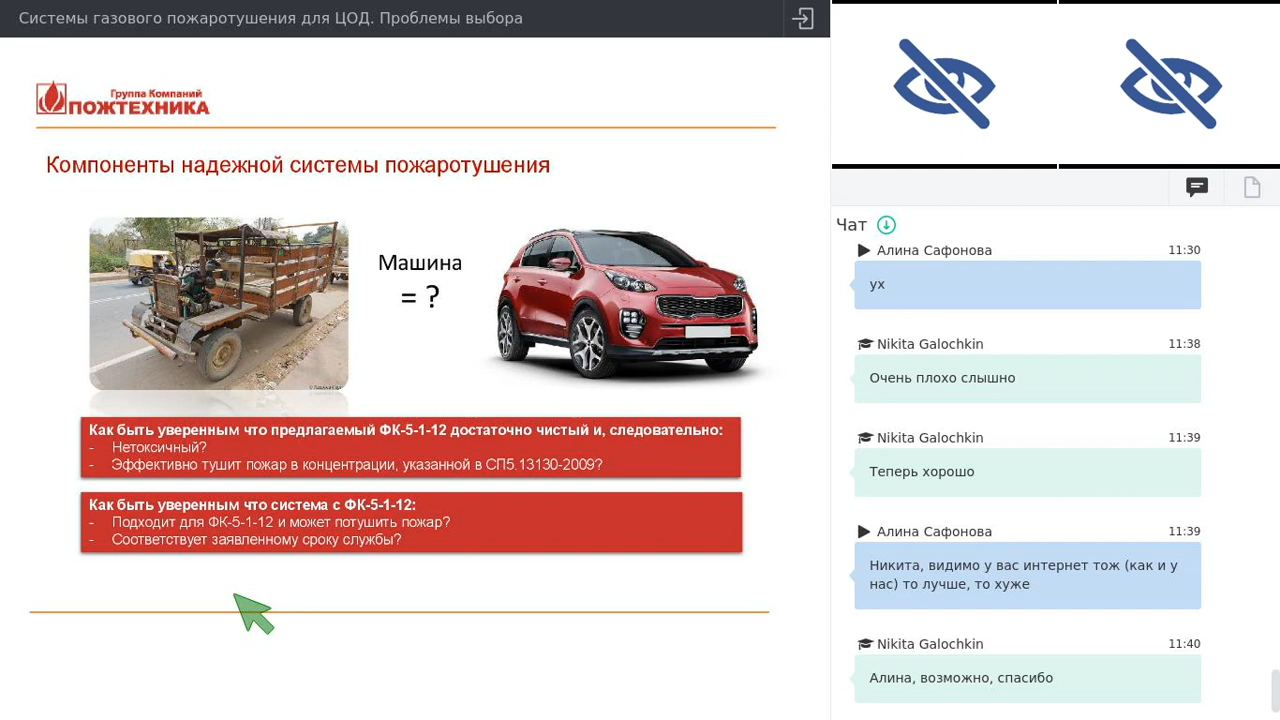 Системы газового пожаротушения для ЦОД. Проблемы выбора
Группа Компаний
ПОЖТЕХНИКА
Компоненты надежной системы пожаротушения
Машина
= ?
Как быть уверенным что предлагаемый ФК-5-1-12 достаточно чистый и, следовательно:
- Нетоксичный?
- Эффективно тушит пожар в концентрации, указанной в СП5.13130-2009?
Как быть уверенным что система с ФК-5-1-12:
- Подходит для ФК-5-1-12 и может потушить пожар?
- Соответствует заявленному сроку службы?
Чат
Алина Сафонова 11:30
ух
Nikita Galochkin 11:38
Очень плохо слышно
Nikita Galochkin 11:39
Теперь хорошо
Алина Сафонова 11:39
Никита, видимо у вас интернет тож (как и у
нас) то лучше, то хуже
Nikita Galochkin 11:40
Алина, возможно, спасибо